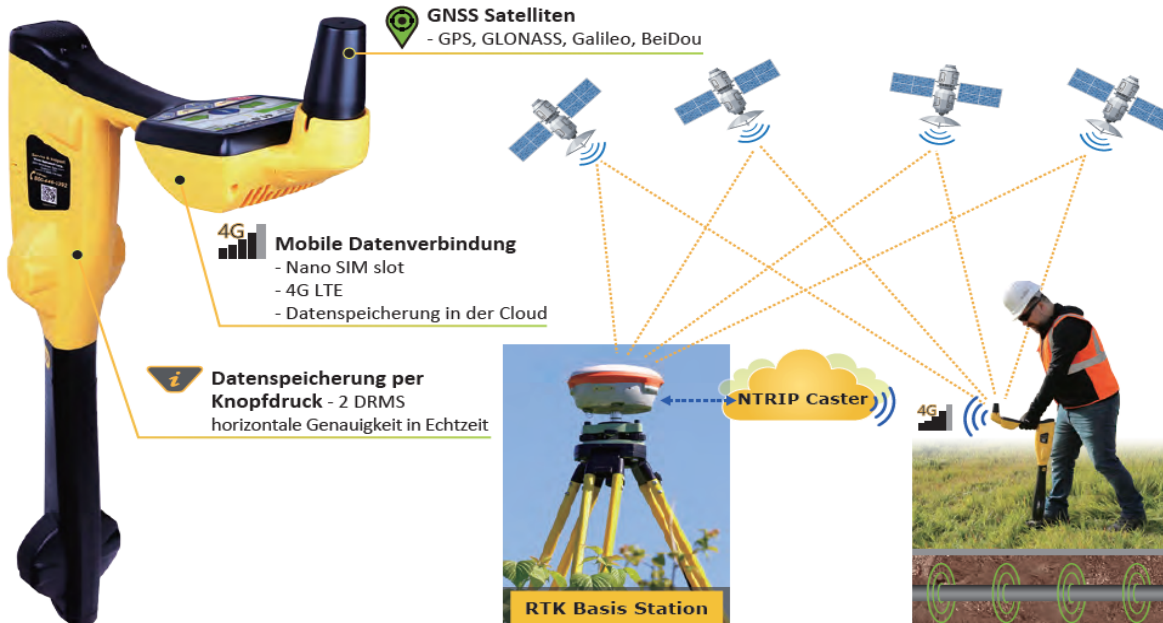 GNSS Satelliten
- GPS, GLONASS, Galileo, BeiDou
4G
Mobile Datenverbindung
- Nano SIM slot
- 4G LTE
- Datenspeicherung in der Cloud
i
Datenspeicherung per
Knopfdruck - 2 DRMS
horizontale Genauigkeit in Echtzeit
NTRIP Caster
4G
RTK Basis Station